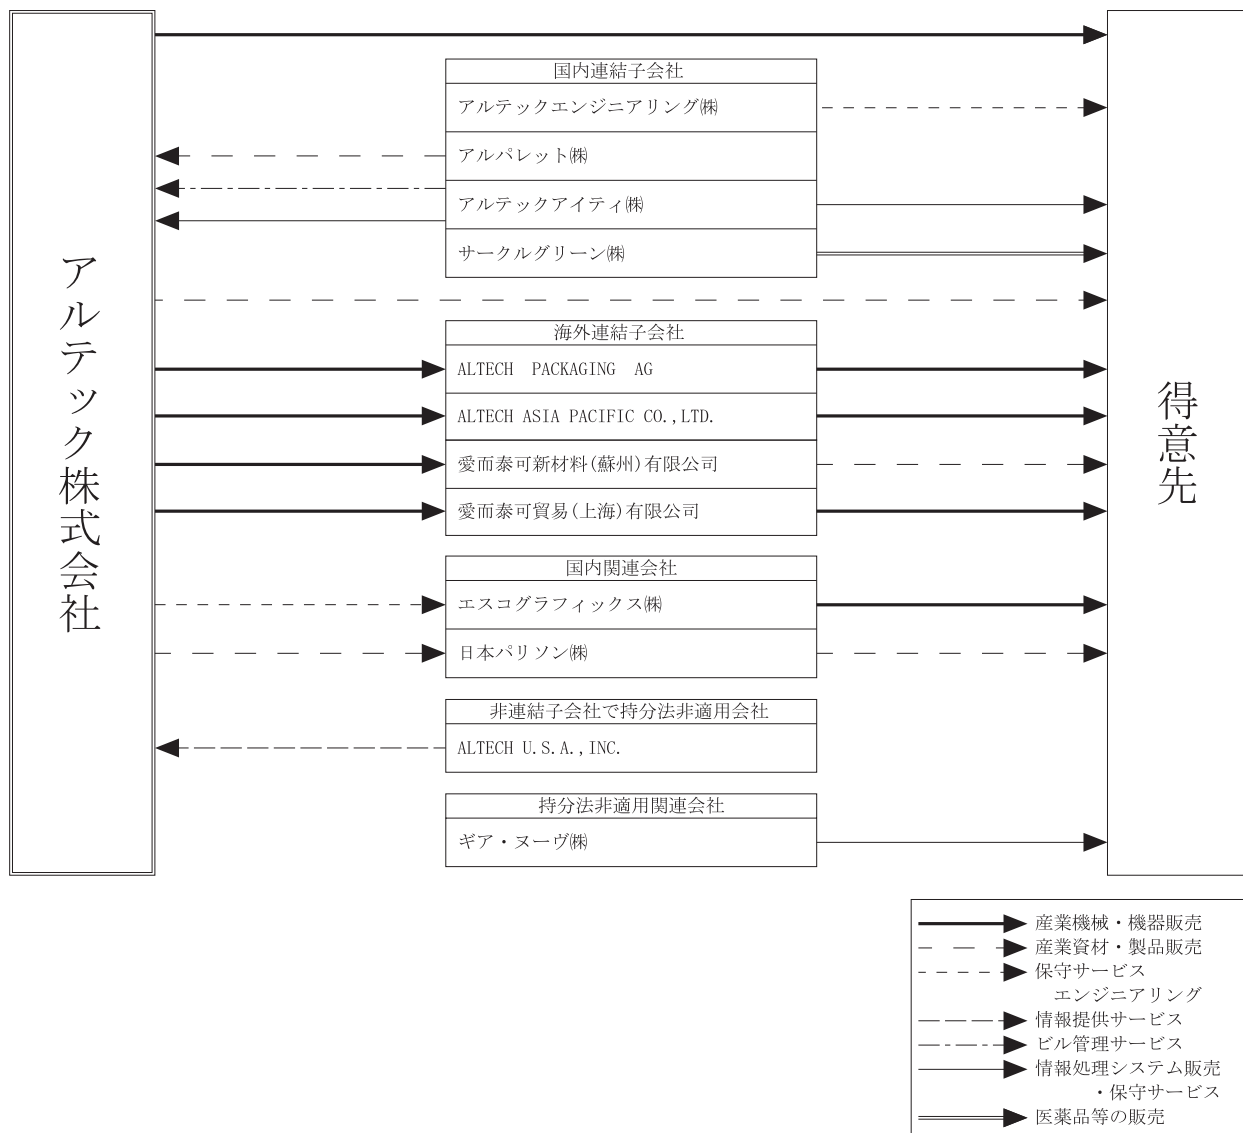 アルテック株式会社
国内連結子会社
アルテックエンジニアリング㈱
アルパレット㈱
アルテックアイティ㈱
サークルグリーン㈱
海外連結子会社
ALTECH PACKAGING AG
ALTECH ASIA PACIFIC CO.,LTD.
愛而泰可新材料(蘇州)有限公司
愛而泰可貿易(上海)有限公司
国内関連会社
エスコグラフィックス㈱
日本パリソン㈱
非連結子会社で持分法非適用会社
ALTECH U.S.A.,INC.
持分法非適用関連会社
ギア・ヌーヴ㈱
得意先
産業機械・機器販売
産業資材・製品販売
保守サービス
エンジニアリング
情報提供サービス
ビル管理サービス
情報処理システム販売
・保守サービス
医薬品等の販売